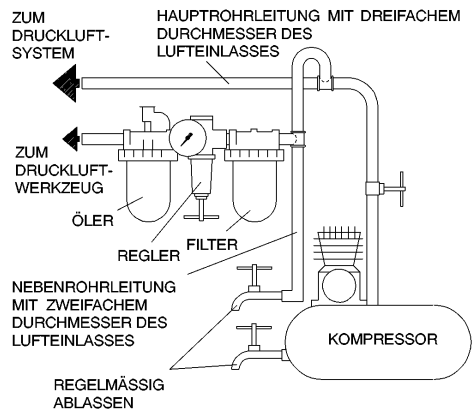 ZUM
DRUCKLUFT-
SYSTEM
HAUPTROHRLEITUNG MIT DREIFACHEM
DURCHMESSER DES
LUFTEINLASSES
ZUM
DRUCKLUFT-
WERKZEUG
ÖLER
REGLER
FILTER
NEBENROHRLEITUNG
MIT ZWEIFACHEM
DURCHMESSER DES
LUFTEINLASSES
KOMPRESSOR
REGELMÄSSIG
ABLASSEN